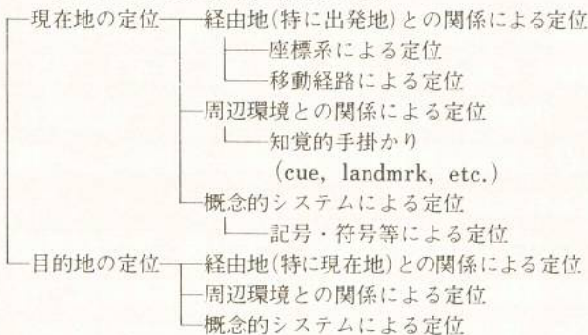 現在地の定位 経由地(特に出発地)との関係による定位
座標系による定位
移動経路による定位
周辺環境との関係による定位
知覚的手掛かり
(cue, landmrk, etc.)
概念的システムによる定位
記号・符号等による定位
目的地の定位 経由地(特に現在地)との関係による定位
周辺環境との関係による定位
概念的システムによる定位